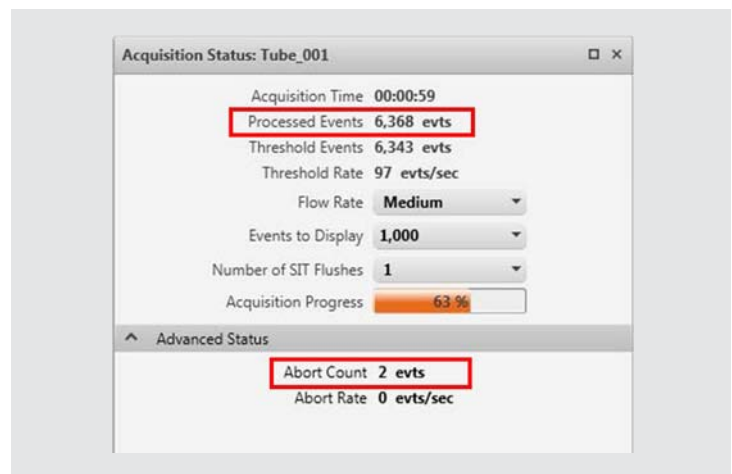 Acquisition Status: Tube_001
Acquisition Time 00:00:59
Processed Events 6,368 evts
Threshold Events 6,343 evts
Threshold Rate 97 evts/sec
Flow Rate Medium
Events to Display 1,000
Number of SIT Flushes 1
Acquisition Progress 63 %
Advanced Status
Abort Count 2 evts
Abort Rate 0 evts/sec